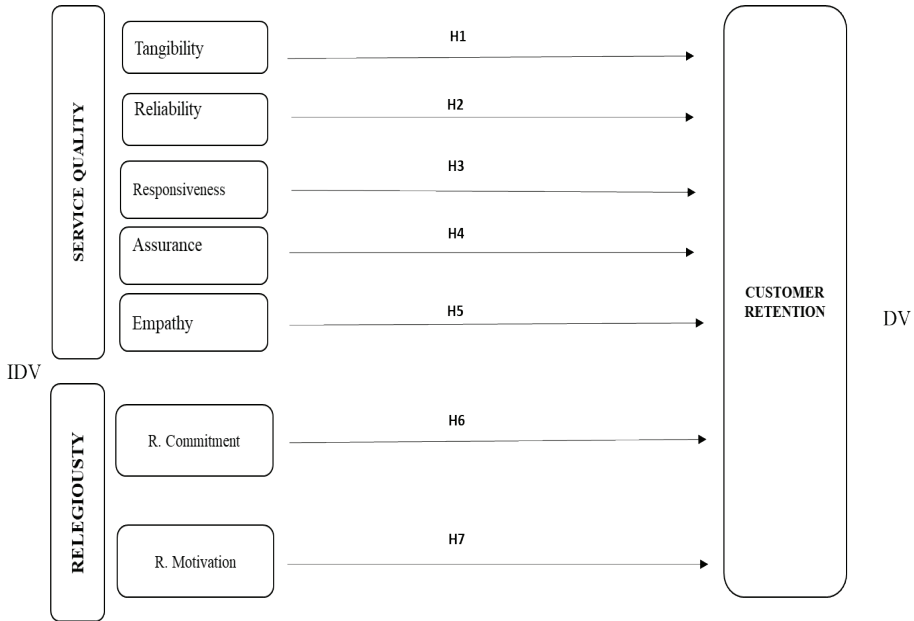 SERVICE QUALITY
Tangibility
H1
Reliability
H2
Responsiveness
H3
Assurance
H4
Empathy
H5
CUSTOMER
RETENTION
DV
IDV
RELEGIOUSTY
R. Commitment
H6
R. Motivation
H7